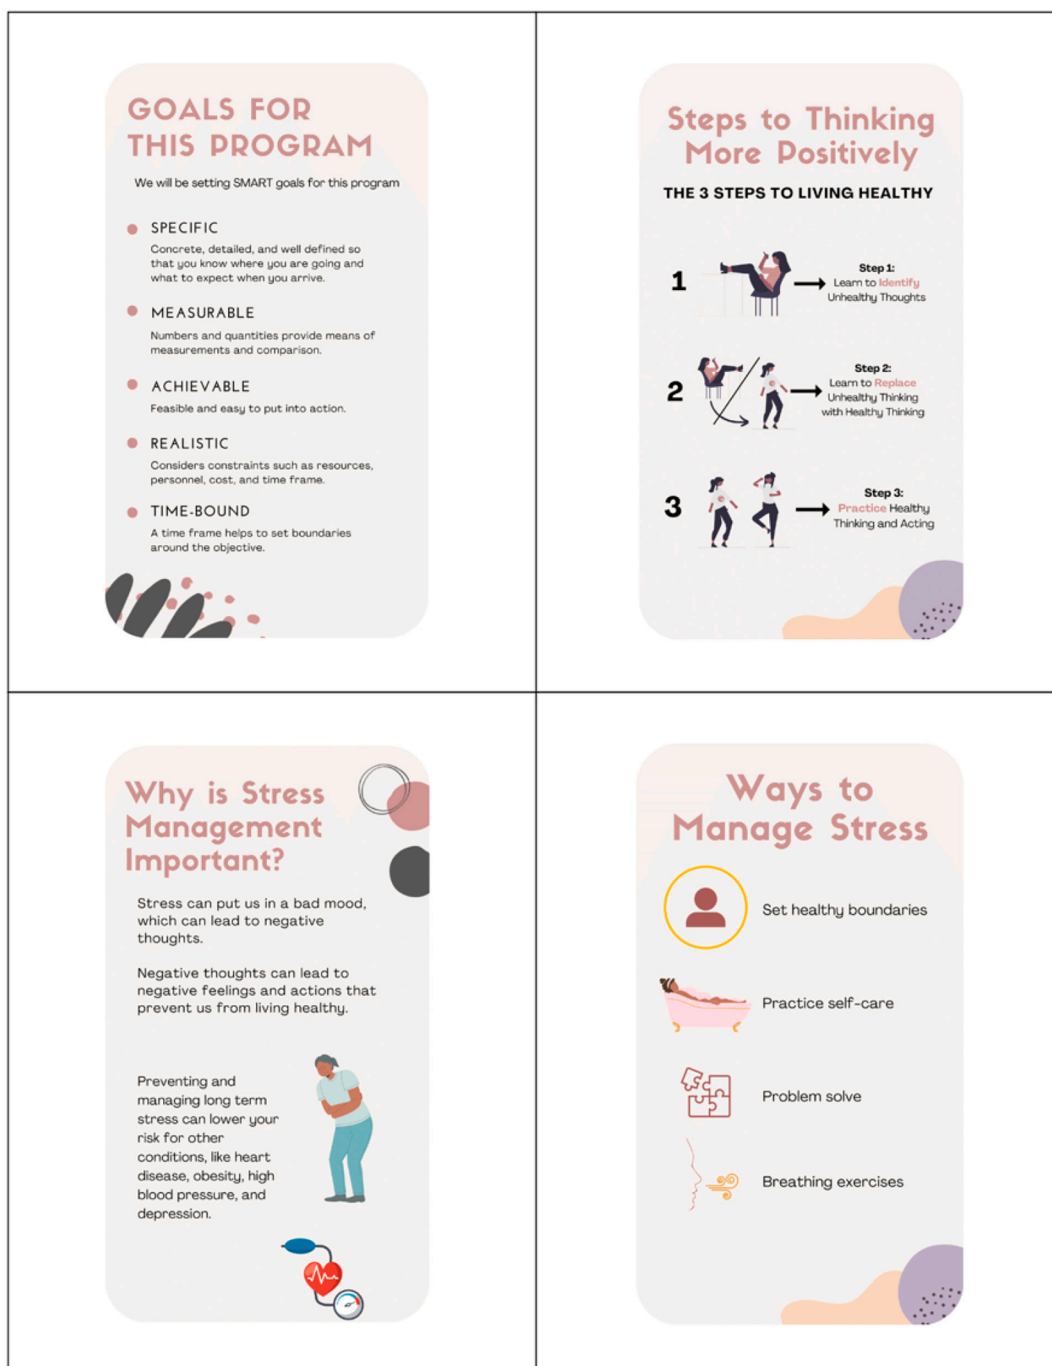 GOALS FOR
THIS PROGRAM
We will be setting SMART goals for this program
SPECIFIC
Concrete, detailed, and well defined so
that you know where you are going and
what to expect when you arrive.
MEASURABLE
Numbers and quantities provide means of
measurements and comparison.
ACHIEVABLE
Feasible and easy to put into action.
REALISTIC
Considers constraints such as resources,
personnel, cost, and time frame.
TIME-BOUND
A time frame helps to set boundaries
around the objective.
Steps to Thinking
More Positively
THE 3 STEPS TO LIVING HEALTHY
1
Step 1:
Learn to Identify
Unhealthy Thoughts
2
Step 2:
Learn to Replace
Unhealthy Thinking
with Healthy Thinking
3
Step 3:
Practice Healthy
Thinking and Acting
Why is Stress
Management
Important?
Stress can put us in a bad mood,
which can lead to negative
thoughts.
Negative thoughts can lead to
negative feelings and actions that
prevent us from living healthy.
Preventing and
managing long term
stress can lower your
risk for other
conditions, like heart
disease, obesity, high
blood pressure, and
depression.
Ways to
Manage Stress
Set healthy boundaries
Practice self-care
Problem solve
Breathing exercises